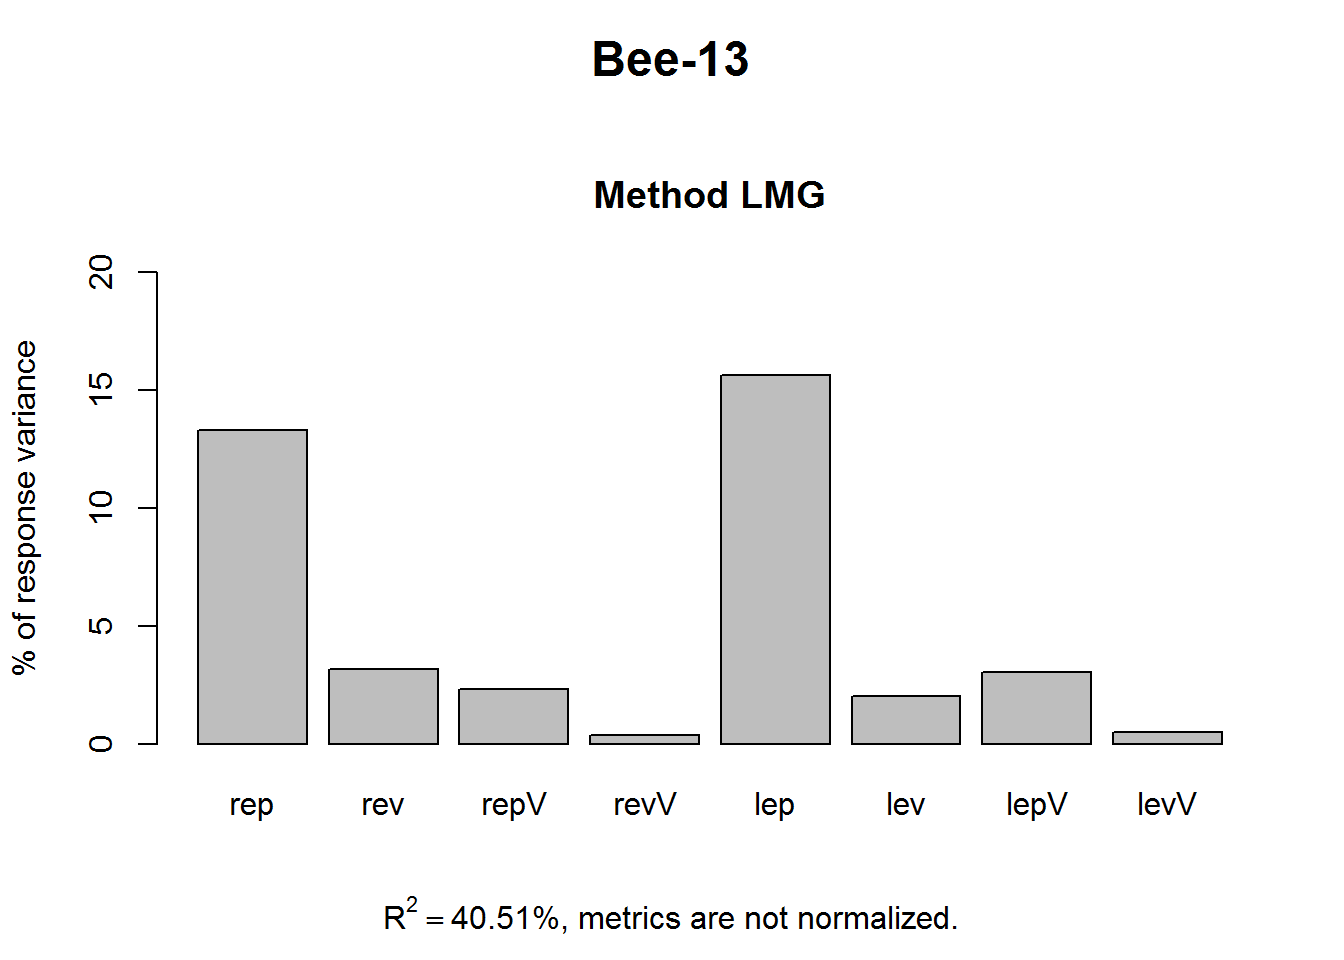 Bee-13
Method LMG
% of response variance
20
15
10
5
0
rep rev repV revV lep lev lepV levV
R² = 40.51%, metrics are not normalized.